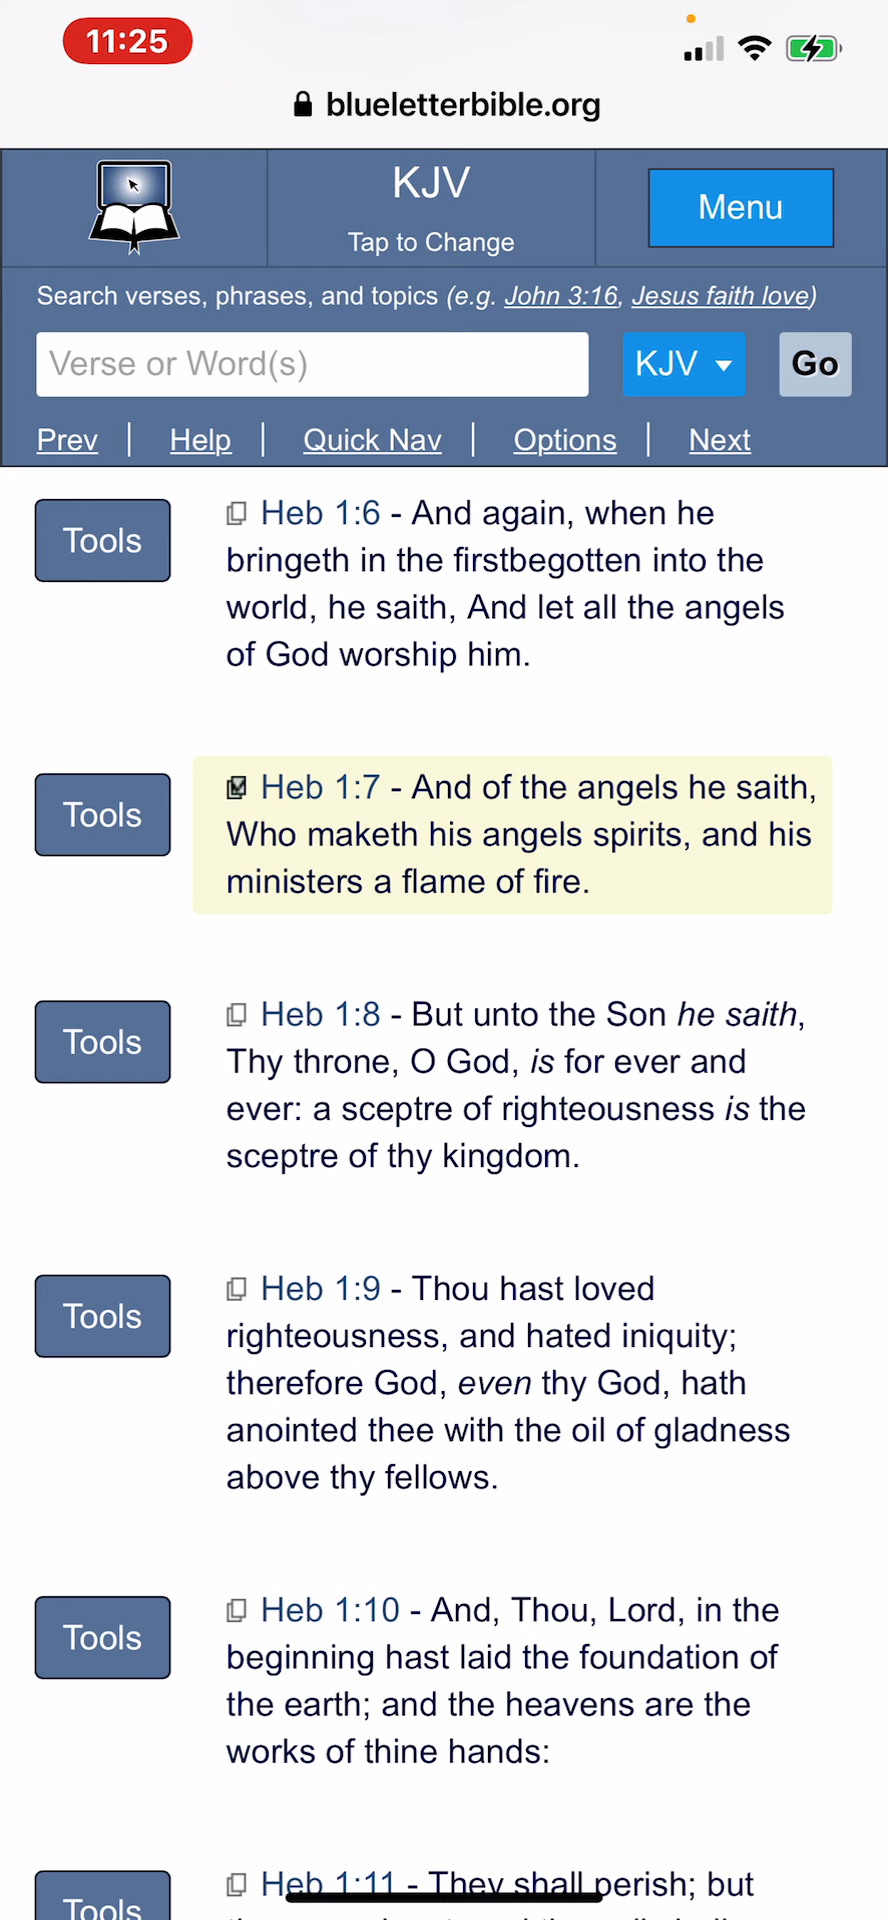 11:25
blueletterbible.org
KJV
Tap to Change
Menu
Search verses, phrases, and topics (e.g. John 3:16, Jesus faith love)
Verse or Word(s)
KJV
Go
Prev | Help | Quick Nav | Options | Next
Tools
Heb 1:6 - And again, when he
bringeth in the firstbegotten into the
world, he saith, And let all the angels
of God worship him.
Tools
Heb 1:7 - And of the angels he saith,
Who maketh his angels spirits, and his
ministers a flame of fire.
Tools
Heb 1:8 - But unto the Son he saith,
Thy throne, O God, is for ever and
ever: a sceptre of righteousness is the
sceptre of thy kingdom.
Tools
Heb 1:9 - Thou hast loved
righteousness, and hated iniquity;
therefore God, even thy God, hath
anointed thee with the oil of gladness
above thy fellows.
Tools
Heb 1:10 - And, Thou, Lord, in the
beginning hast laid the foundation of
the earth; and the heavens are the
works of thine hands:
Tools
Heb 1:11 - They shall perish; but